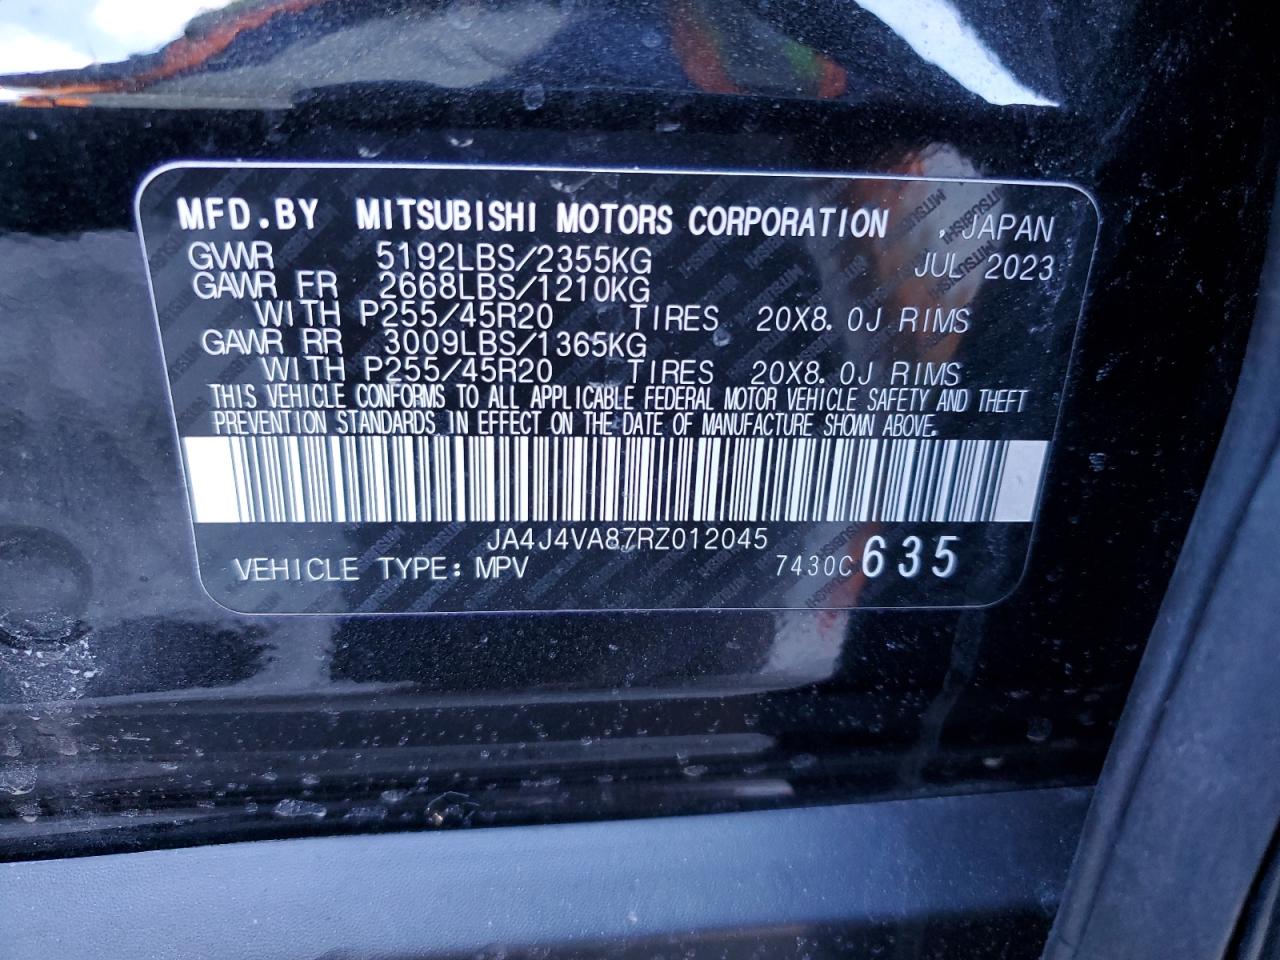 MFD.BY MITSUBISHI MOTORS CORPORATION , JAPAN
GVWR 5192LBS/2355KG JUL 2023
GAWR FR 2668LBS/1210KG
WITH P255/45R20 TIRES 20X8.0J RIMS
GAWR RR 3009LBS/1365KG
WITH P255/45R20 TIRES 20X8.0J RIMS
THIS VEHICLE CONFORMS TO ALL APPLICABLE FEDERAL MOTOR VEHICLE SAFETY AND THEFT
PREVENTION STANDARDS IN EFFECT ON THE DATE OF MANUFACTURE SHOWN ABOVE.
JA4J4VA87RZ012045
VEHICLE TYPE: MPV 7430C 635